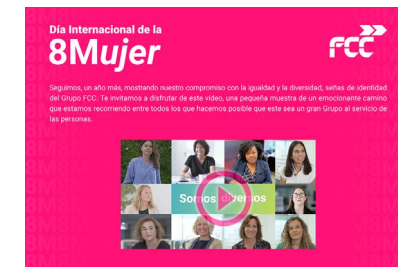 Día Internacional de la
8Mujer
FCC
Seguimos, un año más, mostrando nuestro compromiso con la igualdad y la diversidad, señas de identidad
del Grupo FCC. Te invitamos a disfrutar de este vídeo, una pequeña muestra de un emocionante camino
que estamos recorriendo entre todos los que hacemos posible que este sea un gran Grupo al servicio de
las personas.
Somos diversos